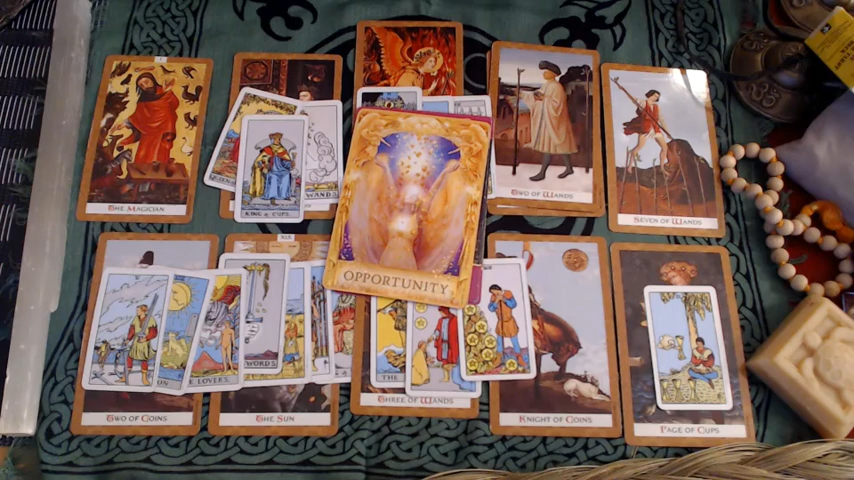 I
THE MAGICIAN
KING of CUPS.
WANDS.
OPPORTUNITY
TWO OF WANDS
SEVEN OF WANDS
XIX
LOVERS.
WORDS.
TWO OF COINS
THE SUN
THE
THREE OF WANDS
KNIGHT OF COINS
PAGE OF CUPS